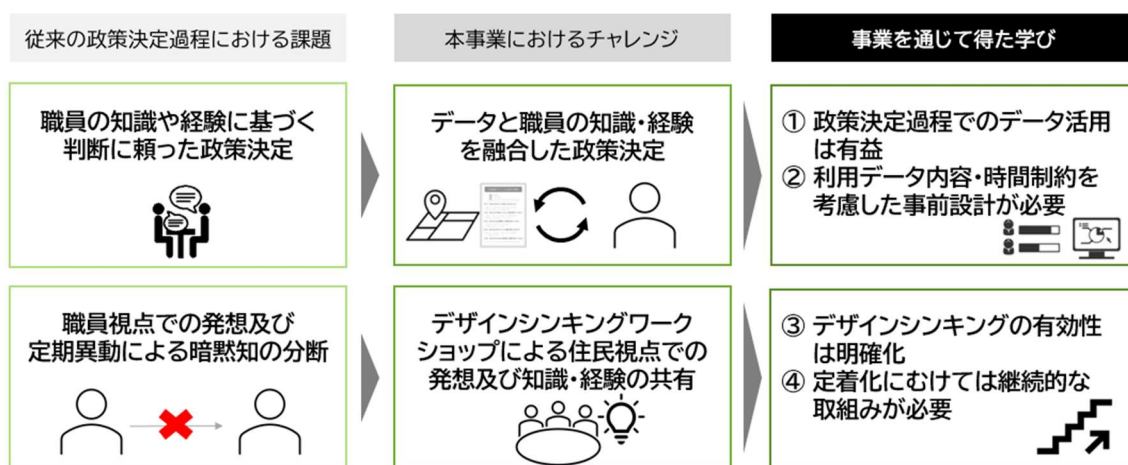 従来の政策決定過程における課題
本事業におけるチャレンジ
事業を通じて得た学び
職員の知識や経験に基づく
判断に頼った政策決定
データと職員の知識・経験
を融合した政策決定
① 政策決定過程でのデータ活用
は有益
② 利用データ内容・時間制約を
考慮した事前設計が必要
職員視点での発想及び
定期異動による暗黙知の分断
デザインシンキングワーク
ショップによる住民視点での
発想及び知識・経験の共有
③ デザインシンキングの有効性
は明確化
④ 定着化にむけては継続的な
取組みが必要